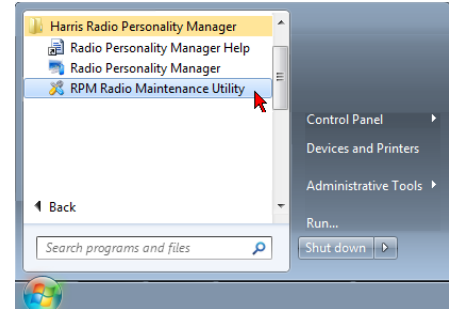 Harris Radio Personality Manager
Radio Personality Manager Help
Radio Personality Manager
RPM Radio Maintenance Utility
Back
Search programs and files
Control Panel
Devices and Printers
Administrative Tools
Run...
Shut down